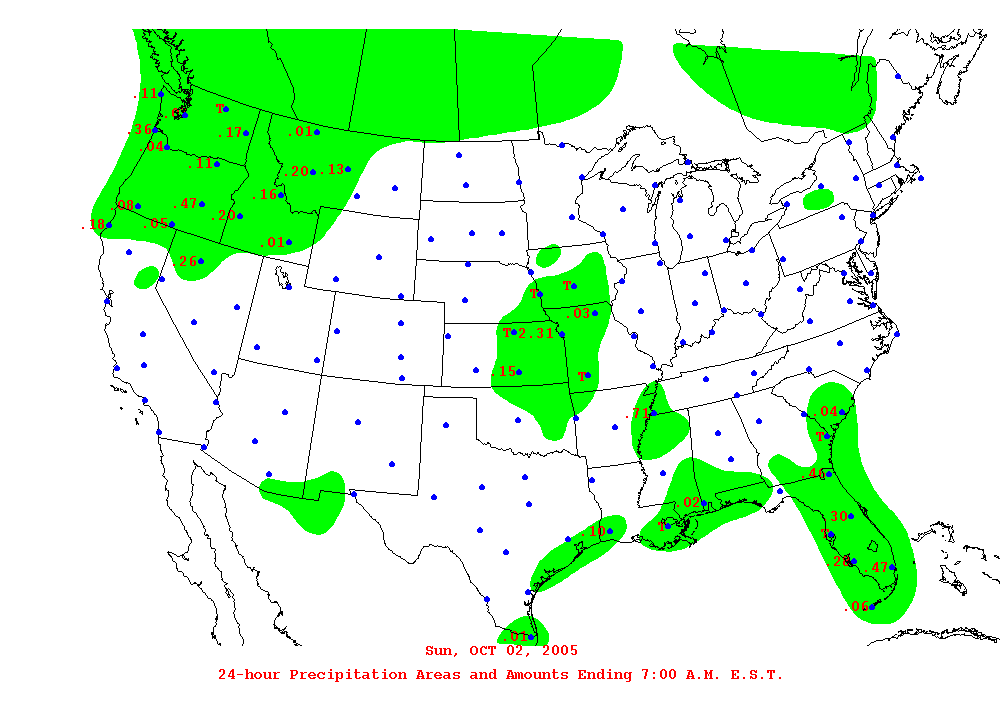 .11
T
.36
.17
.01
.04
.11
.20 .13
.16
.08
.47
.20
.18
.05
.01
.26
T
T
.03
T 2.31
.15
T
.71
.04
T
.02
.30
T
.10
T
.28
.47
.06
.01
Sun, OCT 02, 2005
24-hour Precipitation Areas and Amounts Ending 7:00 A.M. E.S.T.